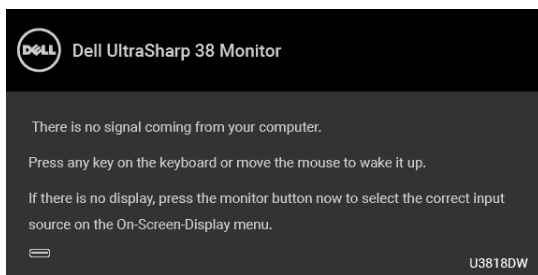 DELL
Dell UltraSharp 38 Monitor
There is no signal coming from your computer.
Press any key on the keyboard or move the mouse to wake it up.
If there is no display, press the monitor button now to select the correct input
source on the On-Screen-Display menu.
U3818DW